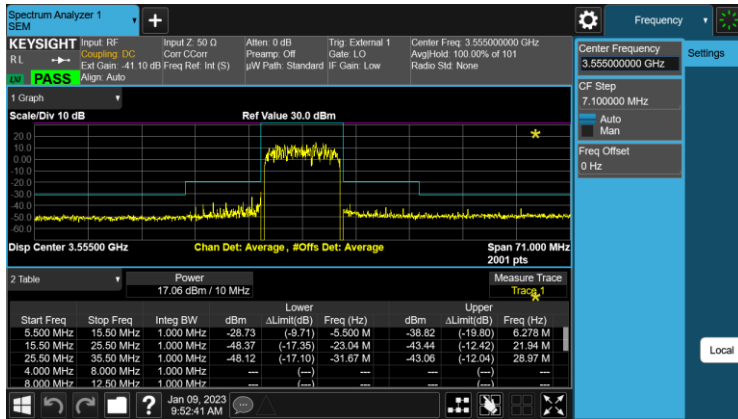 Spectrum Analyzer 1
SEM
Frequency
KEYSIGHT
RL
PASS
Input: RF
Coupling: DC
Ext Gain: -41.10 dB
Align: Auto
Input Z: 50 Ω
Corr CCorr
Freq Ref: Int (S)
Atten: 0 dB
Preamp: Off
µW Path: Standard
Trig: External 1
Gate: LO
IF Gain: Low
Center Freq: 3.555000000 GHz
Avg|Hold: 100.00% of 101
Radio Std: None
Center Frequency
3.555000000 GHz
Settings
CF Step
7.100000 MHz
Auto
Man
Freq Offset
0 Hz
Local
1 Graph
Scale/Div 10 dB
Ref Value 30.0 dBm
20.0
10.0
0.0
-10.0
-20.0
-30.0
-40.0
-50.0
-60.0
Disp Center 3.55500 GHz
Chan Det: Average , #Offs Det: Average
Span 71.000 MHz
2001 pts
2 Table
Power
17.06 dBm / 10 MHz
Measure Trace
Trace 1
Lower Upper
Start Freq Stop Freq Integ BW dBm ΔLimit(dB) Freq (Hz) dBm ΔLimit(dB) Freq (Hz)
5.500 MHz 15.50 MHz 1.000 MHz -28.73 (-9.71) -5.500 M -38.82 (-19.80) 6.278 M
15.50 MHz 25.50 MHz 1.000 MHz -48.37 (-17.35) -23.04 M -43.44 (-12.42) 21.94 M
25.50 MHz 35.50 MHz 1.000 MHz -48.12 (-17.10) -31.67 M -43.06 (-12.04) 28.97 M
4.000 MHz 8.000 MHz 1.000 MHz --- (---) --- (---)
8.000 MHz 12.50 MHz 1.000 MHz --- (---) --- (---)
Jan 09, 2023
9:52:41 AM